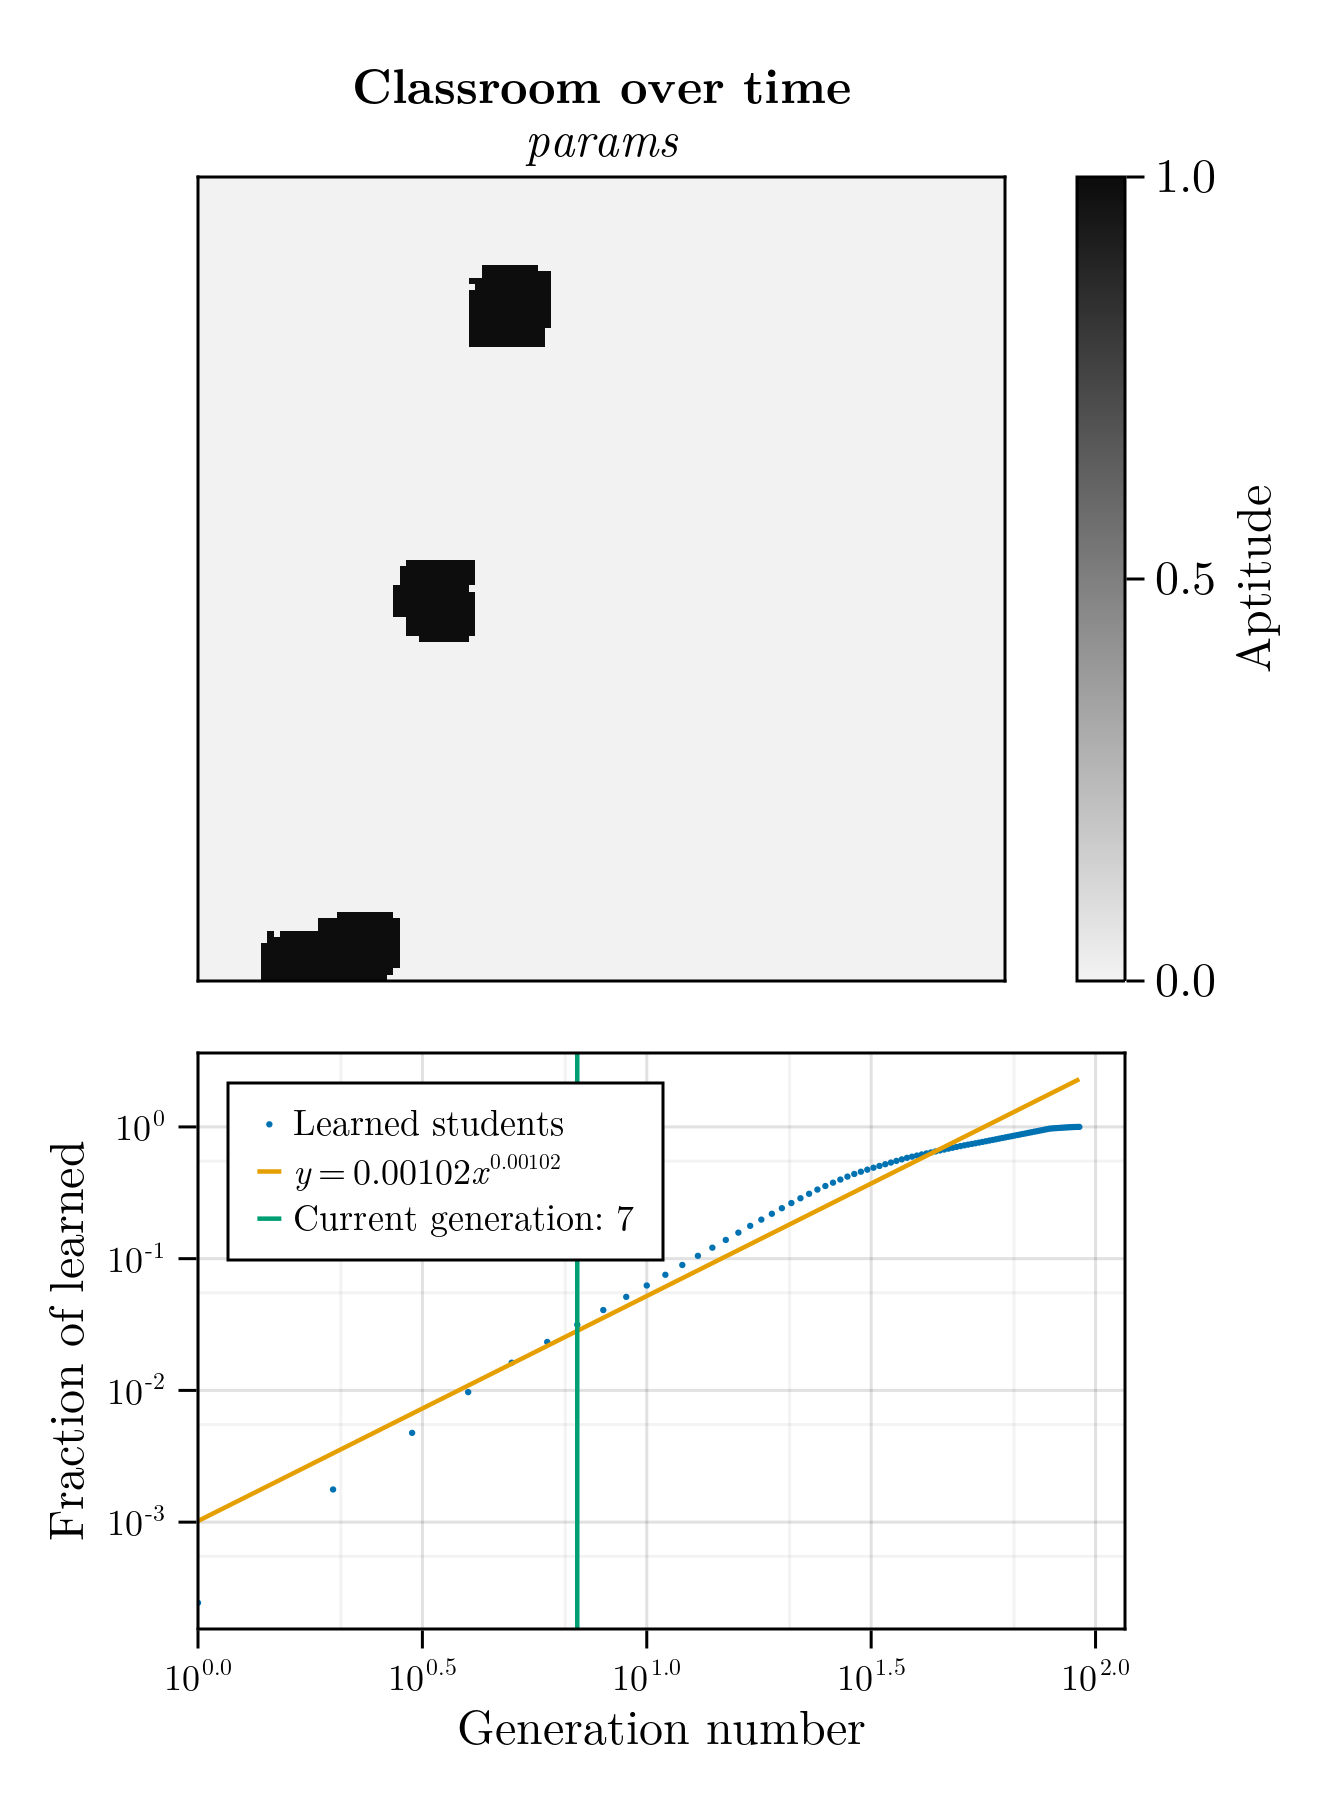 Classroom over time
params
1.0
0.5
0.0
Aptitude
Learned students
y = 0.00102x^0.00102
Current generation: 7
10^0
10^-1
10^-2
10^-3
Fraction of learned
10^0.0 10^0.5 10^1.0 10^1.5 10^2.0
Generation number